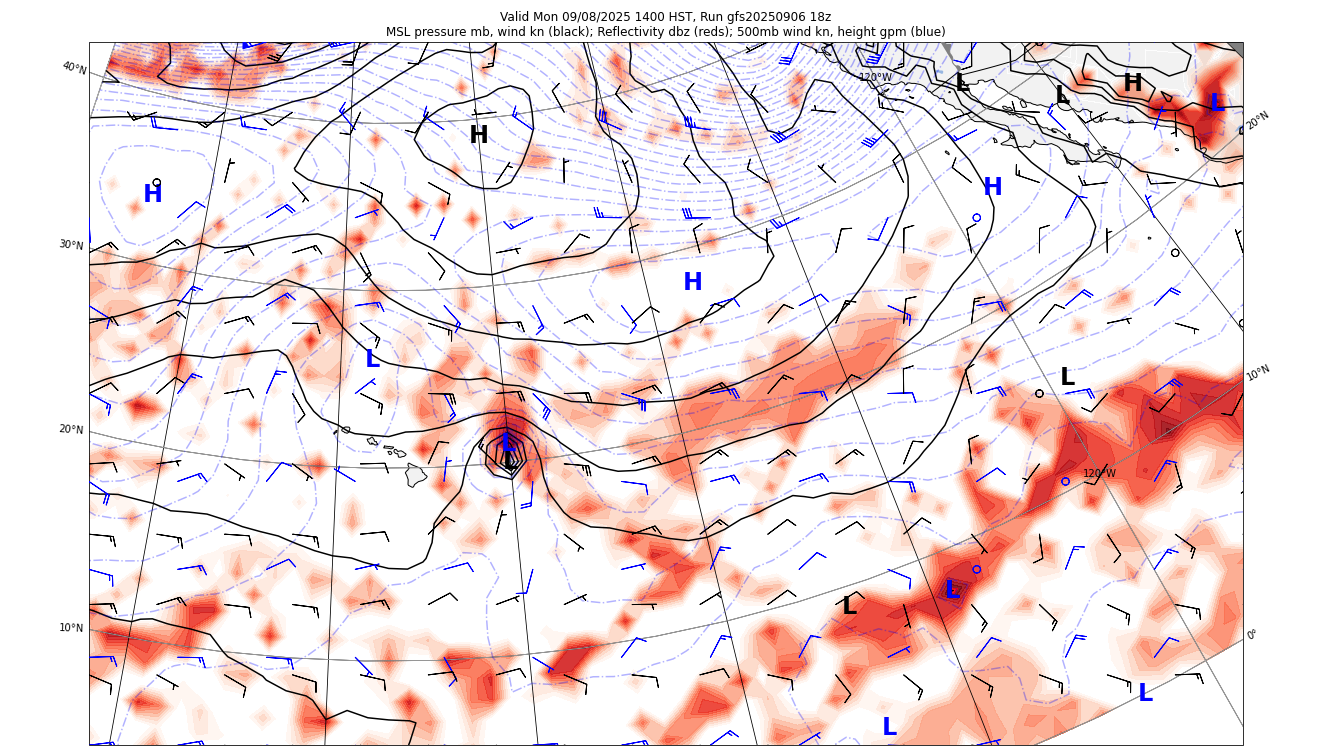 Valid Mon 09/08/2025 1400 HST, Run gfs20250906 18z
MSL pressure mb, wind kn (black); Reflectivity dbz (reds); 500mb wind kn, height gpm (blue)
L
40°N
120°W
L
L
H
L
20°N
H
H
H
30°N
H
L
L
10°N
20°N
L
L
120°W
L
L
10°N
0°
L
L